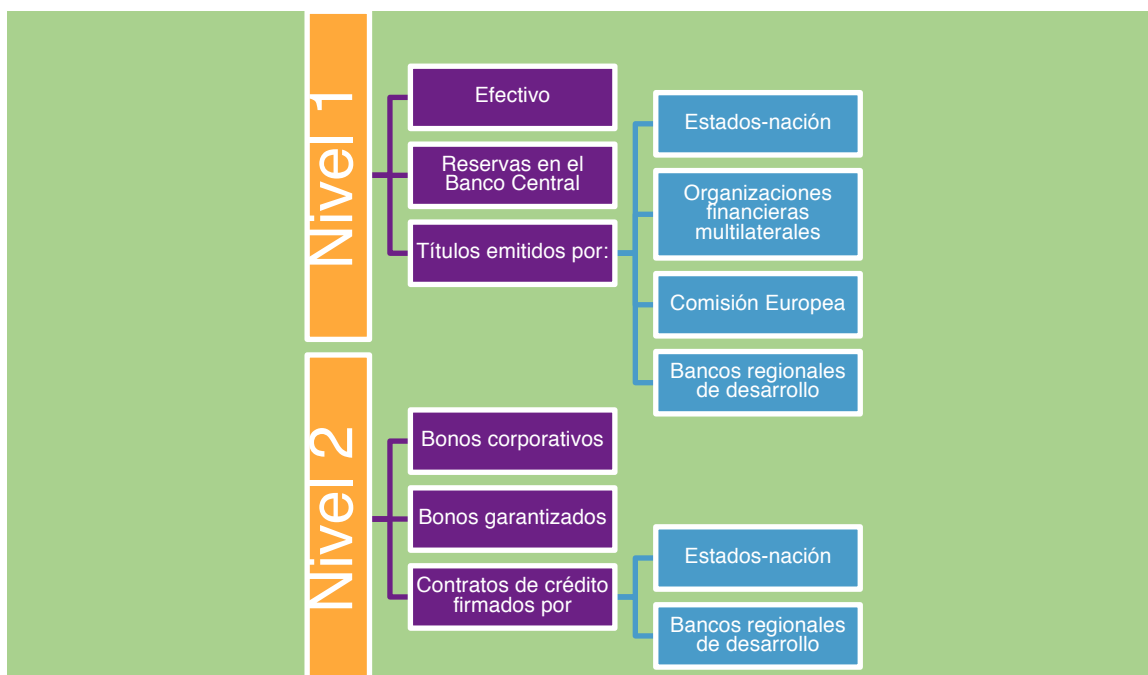 Nivel 1
Efectivo
Reservas en el
Banco Central
Títulos emitidos por:
Estados-nación
Organizaciones
financieras
multilaterales
Comisión Europea
Bancos regionales
de desarrollo
Nivel 2
Bonos corporativos
Bonos garantizados
Contratos de crédito
firmados por
Estados-nación
Bancos regionales
de desarrollo